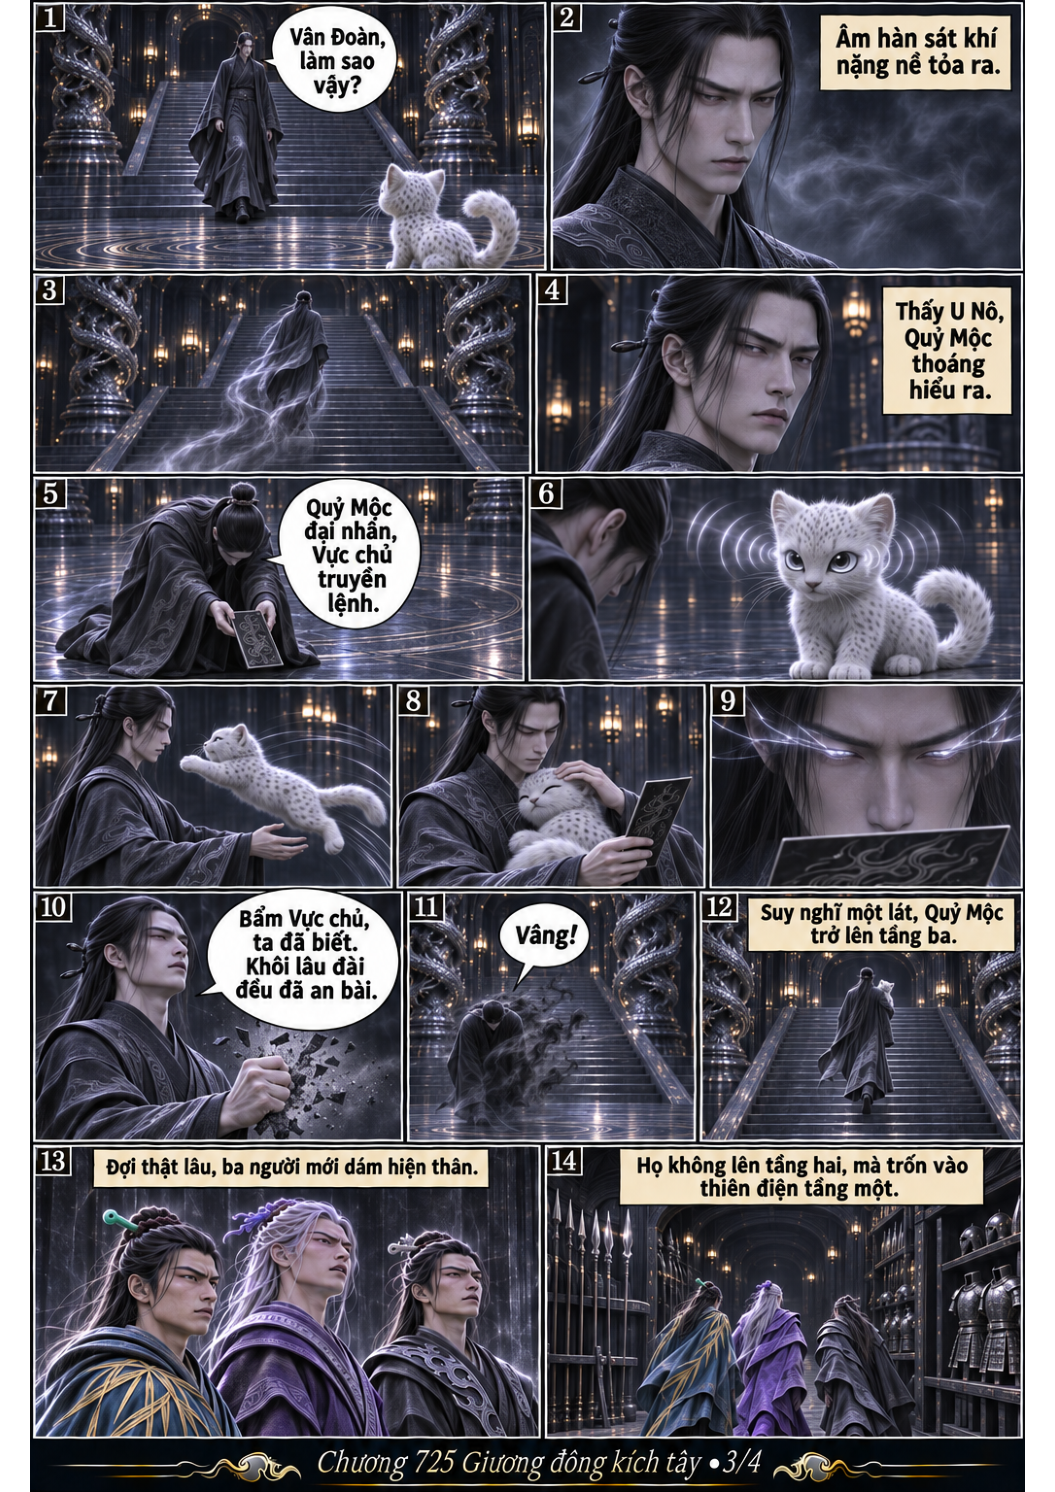 1
Vân Đoàn,
làm sao
vậy?
2
Âm hàn sát khí
nặng nề tỏa ra.
3
4
Thấy U Nô,
Quỷ Mộc
thoáng
hiểu ra.
5
Quỷ Mộc
đại nhân,
Vực chủ
truyền
lệnh.
6
7
8
9
10
Bẩm Vực chủ,
ta đã biết.
Khôi lâu đài
đều đã an bài.
11
Vâng!
12
Suy nghĩ một lát, Quỷ Mộc
trở lên tầng ba.
13
Đợi thật lâu, ba người mới dám hiện thân.
14
Họ không lên tầng hai, mà trốn vào
thiên điện tầng một.
Chương 725 Giương đông kích tây • 3/4